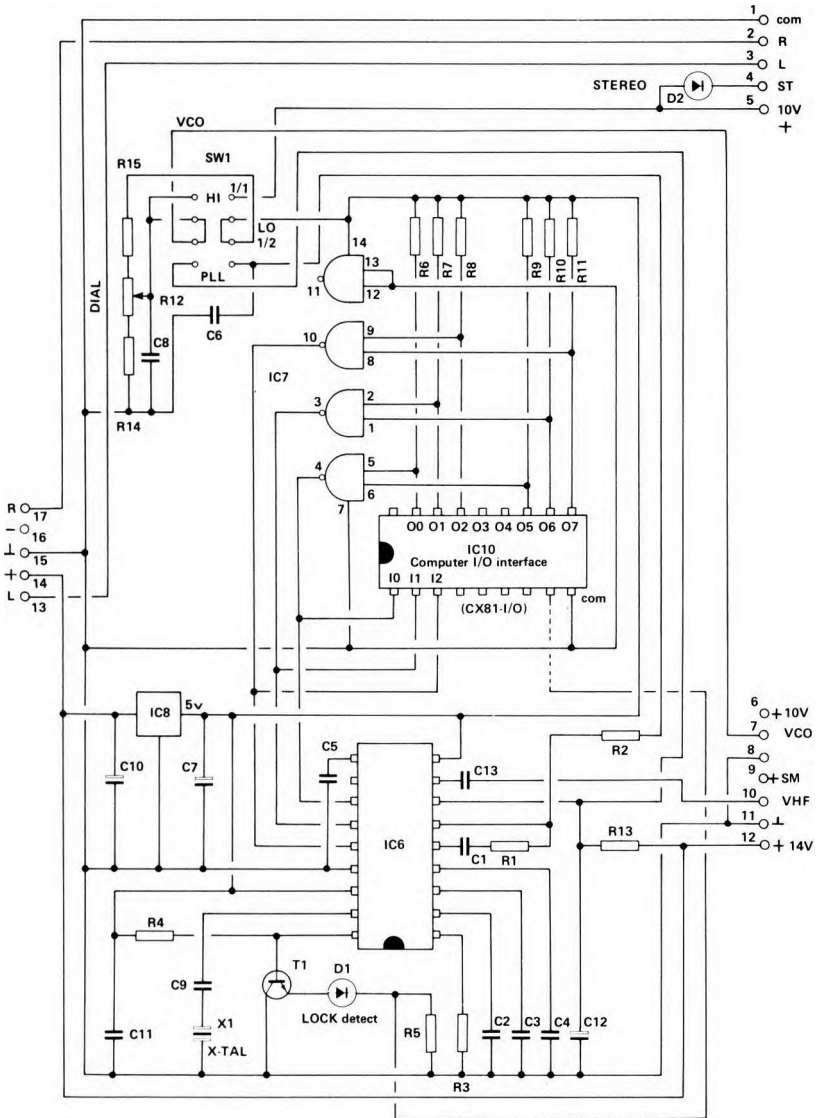 1 com
2 R
3 L
STEREO 4 ST
D2
5 10V
+
VCO
SW1
R15
HI 1/1
LO
1/2
PLL
DIAL
R12
C6
C8
R14
14
13
11
12
R6 R7 R8 R9 R10 R11
10 9
8
IC7
3 2
1
4 5
6
7
O0 O1 O2 O3 O4 O5 O6 O7
IC10
Computer I/O interface
I0 I1 I2
(CX81-I/O)
com
R
17
-
16
⊥
15
+
14
L
13
IC8 5v
C10 C7
C5
C13
R2
6 + 10V
7 VCO
8
9 + SM
10 VHF
11 ⊥
12 + 14V
IC6
C1 R1
R13
R4
C9
T1 D1
LOCK detect
C11
X1
X-TAL
R5
R3
C2 C3 C4 C12